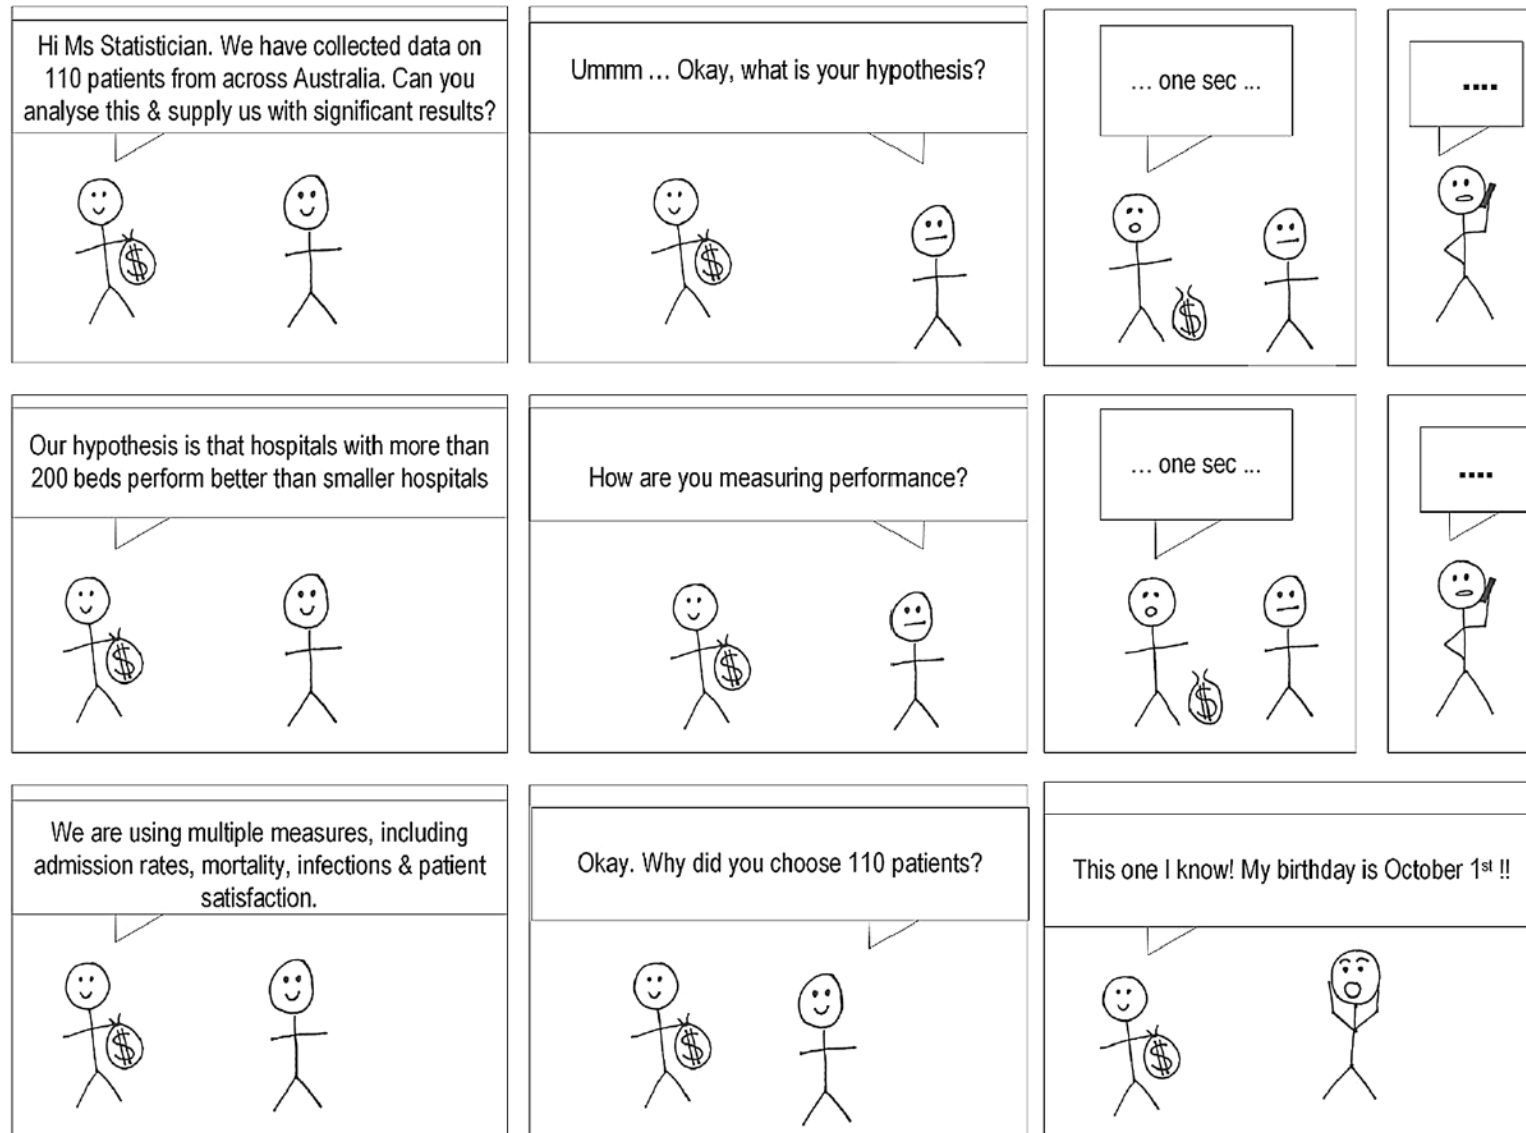 Hi Ms Statistician. We have collected data on
110 patients from across Australia. Can you
analyse this & supply us with significant results?
$
Ummm … Okay, what is your hypothesis?
$
… one sec ...
$
....
Our hypothesis is that hospitals with more than
200 beds perform better than smaller hospitals
$
How are you measuring performance?
$
… one sec ...
$
....
We are using multiple measures, including
admission rates, mortality, infections & patient
satisfaction.
$
Okay. Why did you choose 110 patients?
$
This one I know! My birthday is October 1st !!
$